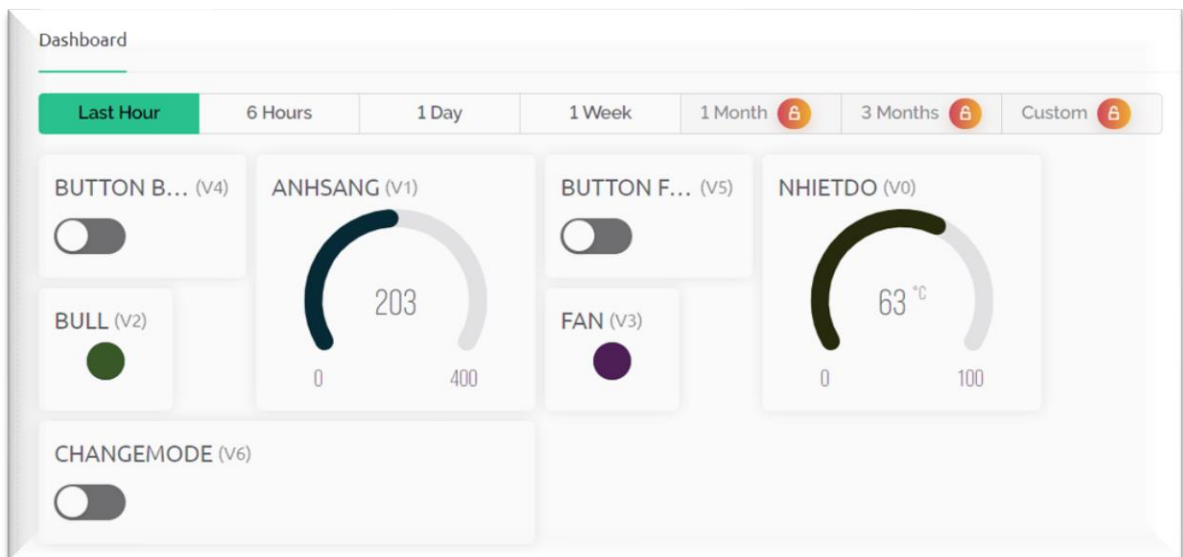 Dashboard
Last Hour 6 Hours 1 Day 1 Week 1 Month 3 Months Custom
BUTTON B... (V4)
ANHSANG (V1)
203
0 400
BUTTON F... (V5)
NHIETDO (V0)
63 °C
0 100
BULL (V2)
FAN (V3)
CHANGEMODE (V6)